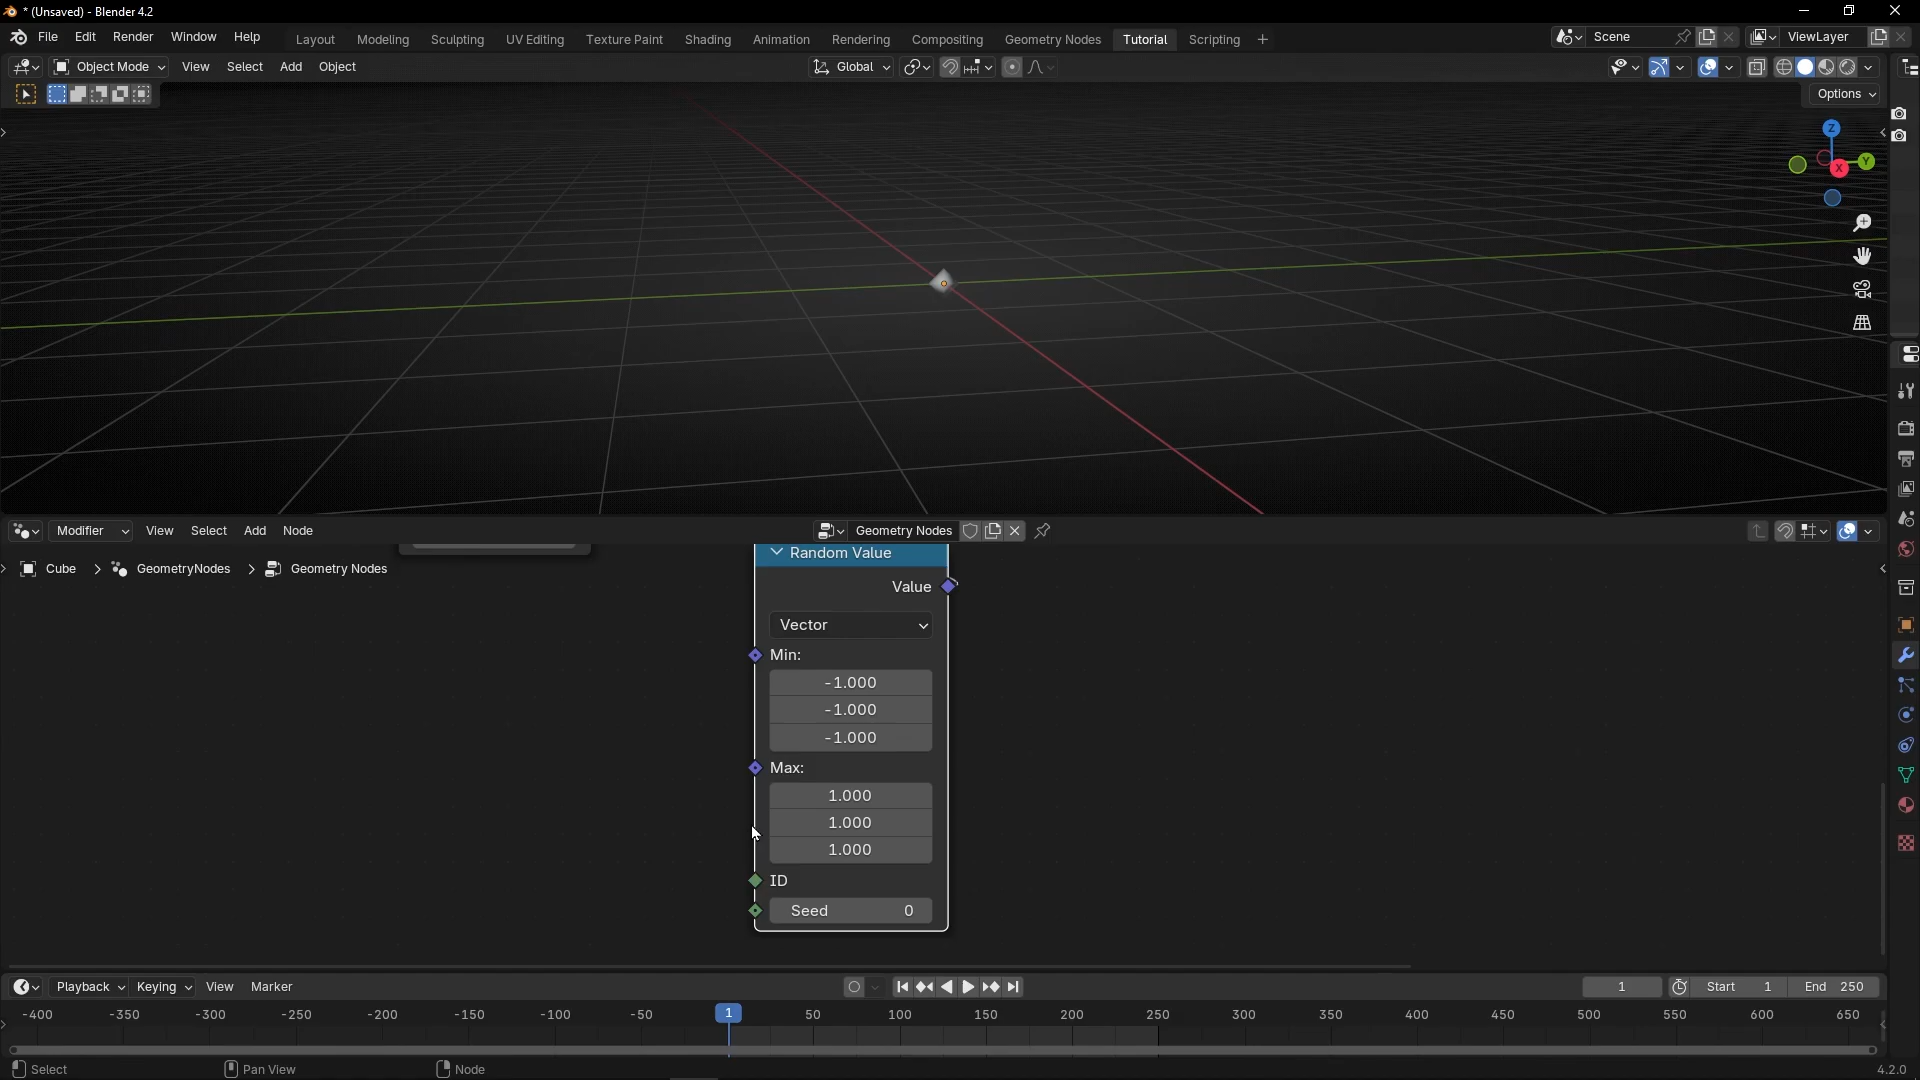 * (Unsaved) - Blender 4.2
File Edit Render Window Help Layout Modeling Sculpting UV Editing Texture Paint Shading Animation Rendering Compositing Geometry Nodes Tutorial Scripting + Scene ViewLayer
Object Mode View Select Add Object Global
Options
Z
Y
X
Modifier View Select Add Node Geometry Nodes
Cube > GeometryNodes > Geometry Nodes
Random Value
Value
Vector
Min:
-1.000
-1.000
-1.000
Max:
1.000
1.000
1.000
ID
Seed 0
Playback Keying View Marker 1 Start 1 End 250
-400 -350 -300 -250 -200 -150 -100 -50 1 50 100 150 200 250 300 350 400 450 500 550 600 650
Select Pan View Node 4.2.0